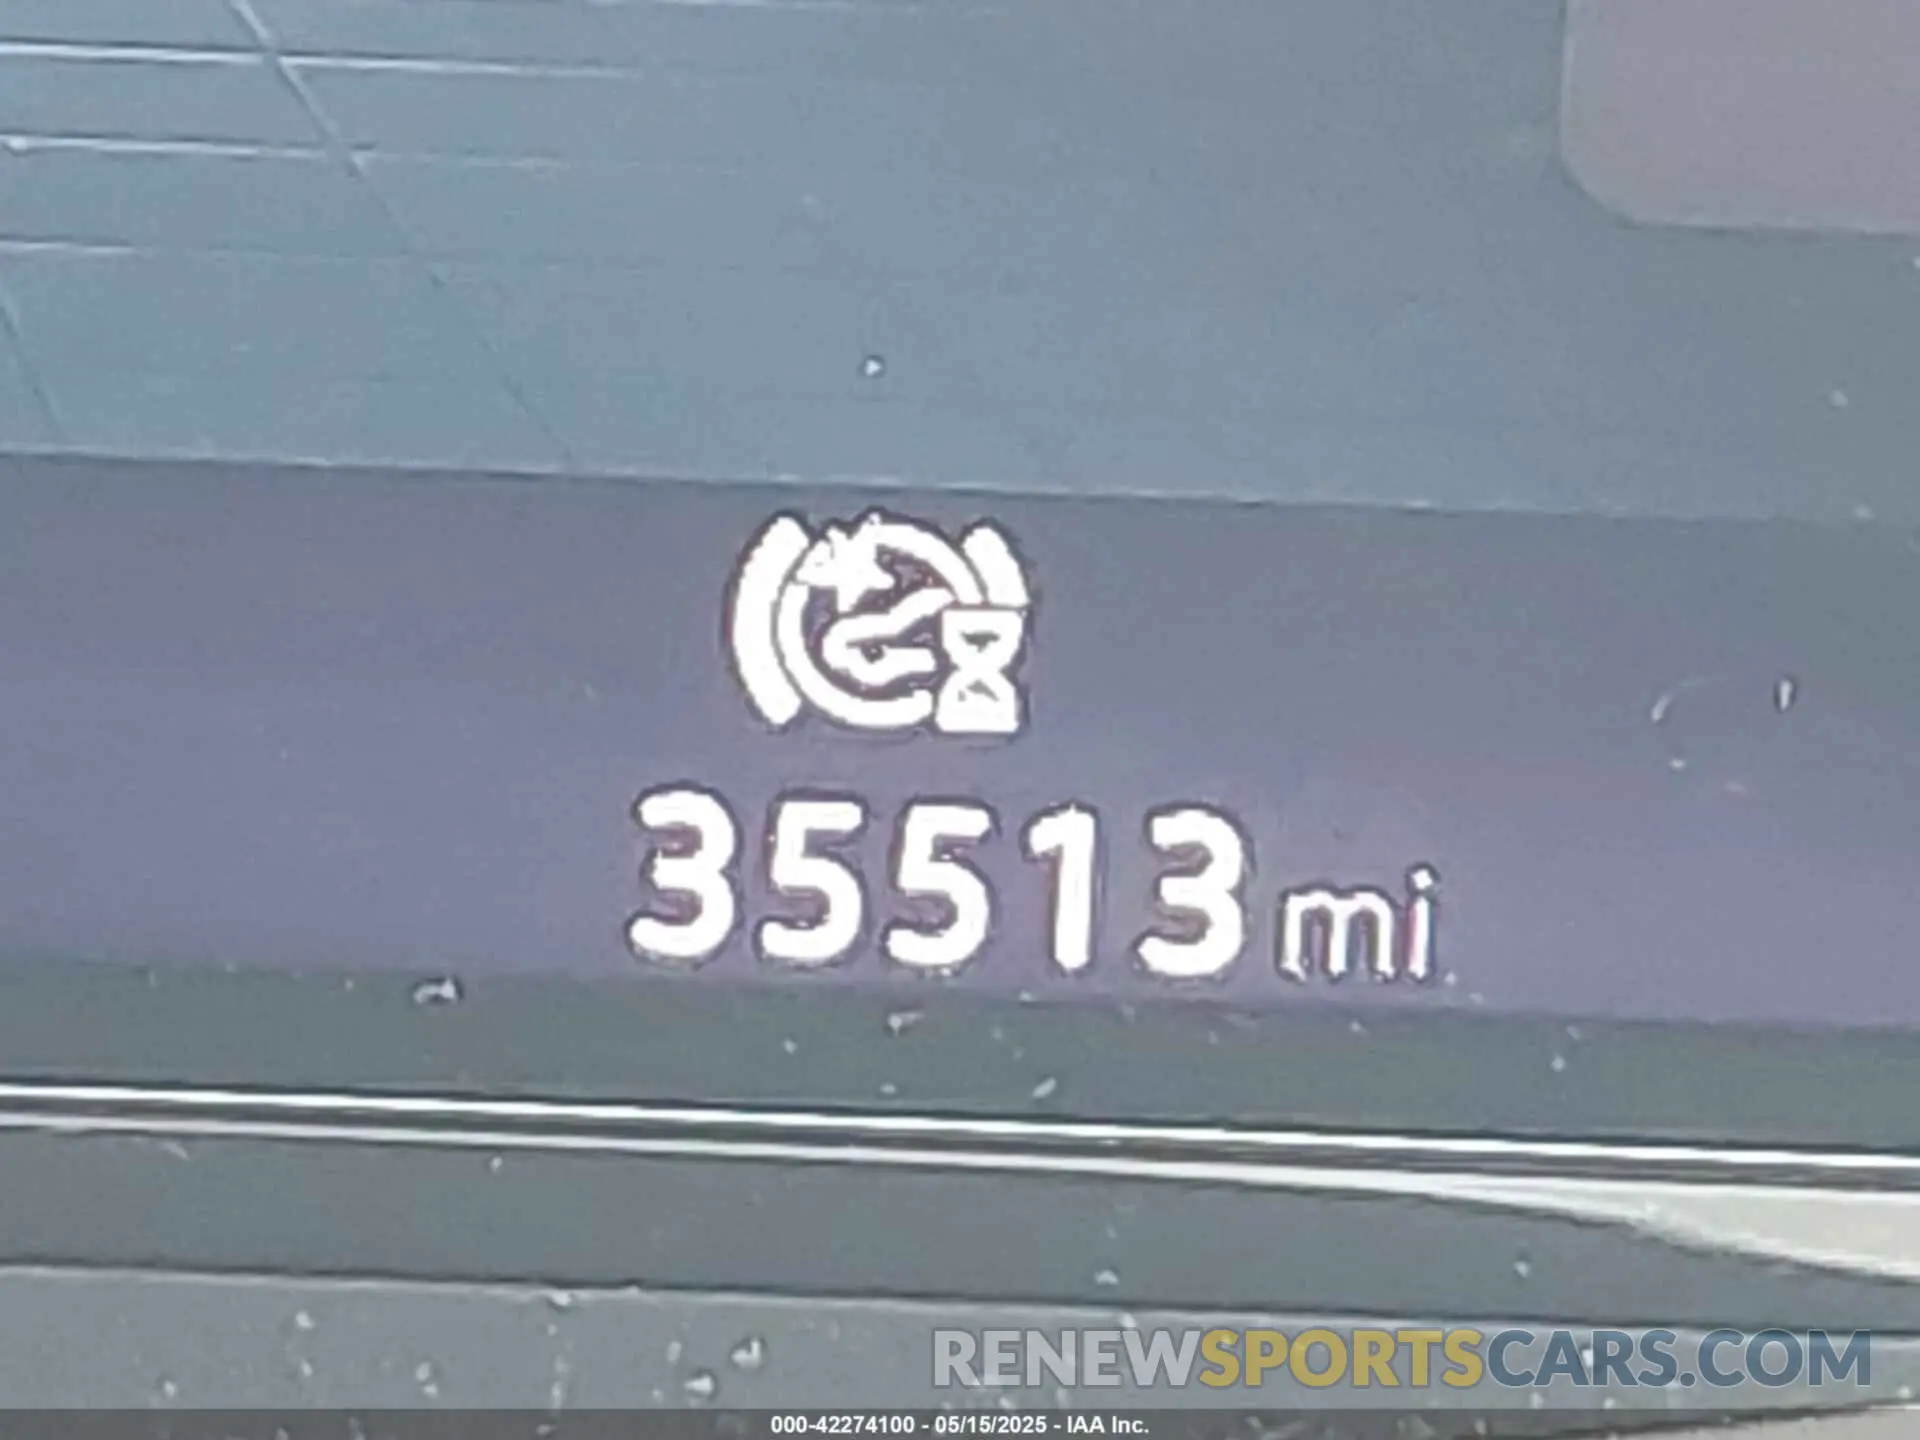 35513 mi
RENEWSPORTSCARS.COM
000-42274100 - 05/15/2025 - IAA Inc.